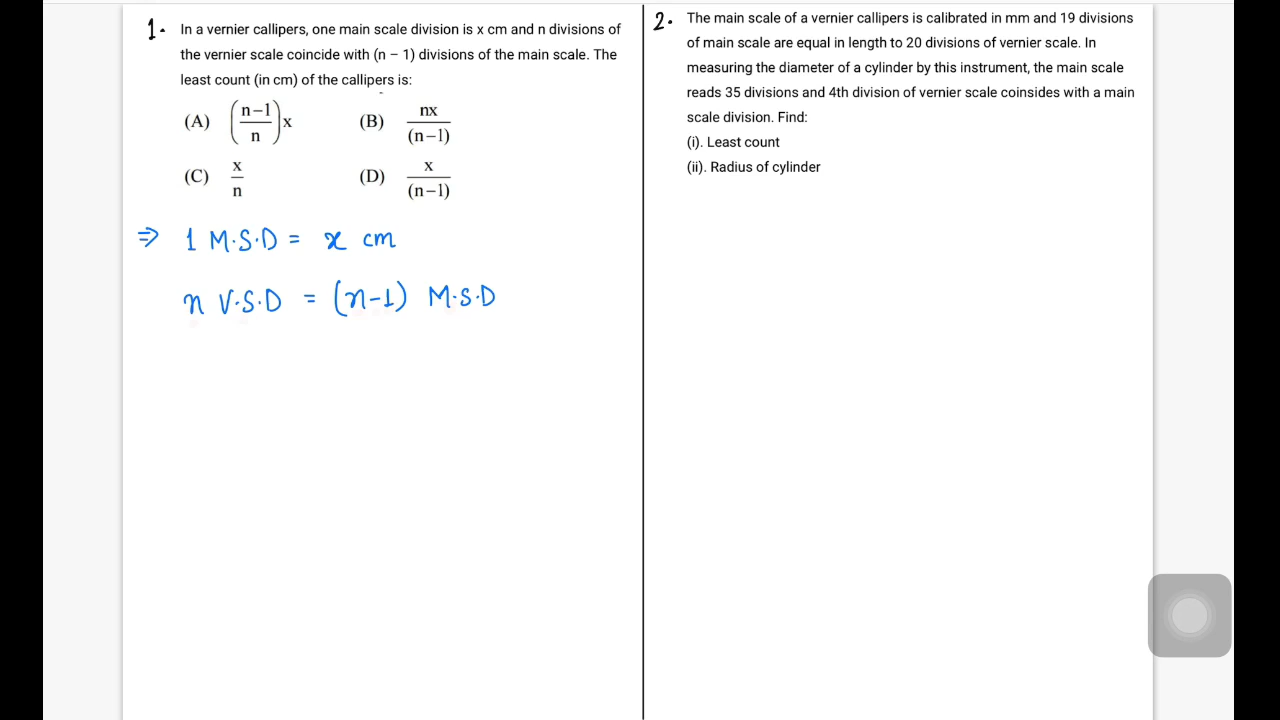 1. In a vernier callipers, one main scale division is x cm and n divisions of
the vernier scale coincide with (n − 1) divisions of the main scale. The
least count (in cm) of the callipers is:
(A) ((n−1)/n)x (B) nx/(n−1)
(C) x/n (D) x/(n−1)
⇒ 1 M.S.D = x cm
n V.S.D = (n-1) M.S.D
2. The main scale of a vernier callipers is calibrated in mm and 19 divisions
of main scale are equal in length to 20 divisions of vernier scale. In
measuring the diameter of a cylinder by this instrument, the main scale
reads 35 divisions and 4th division of vernier scale coinsides with a main
scale division. Find:
(i). Least count
(ii). Radius of cylinder